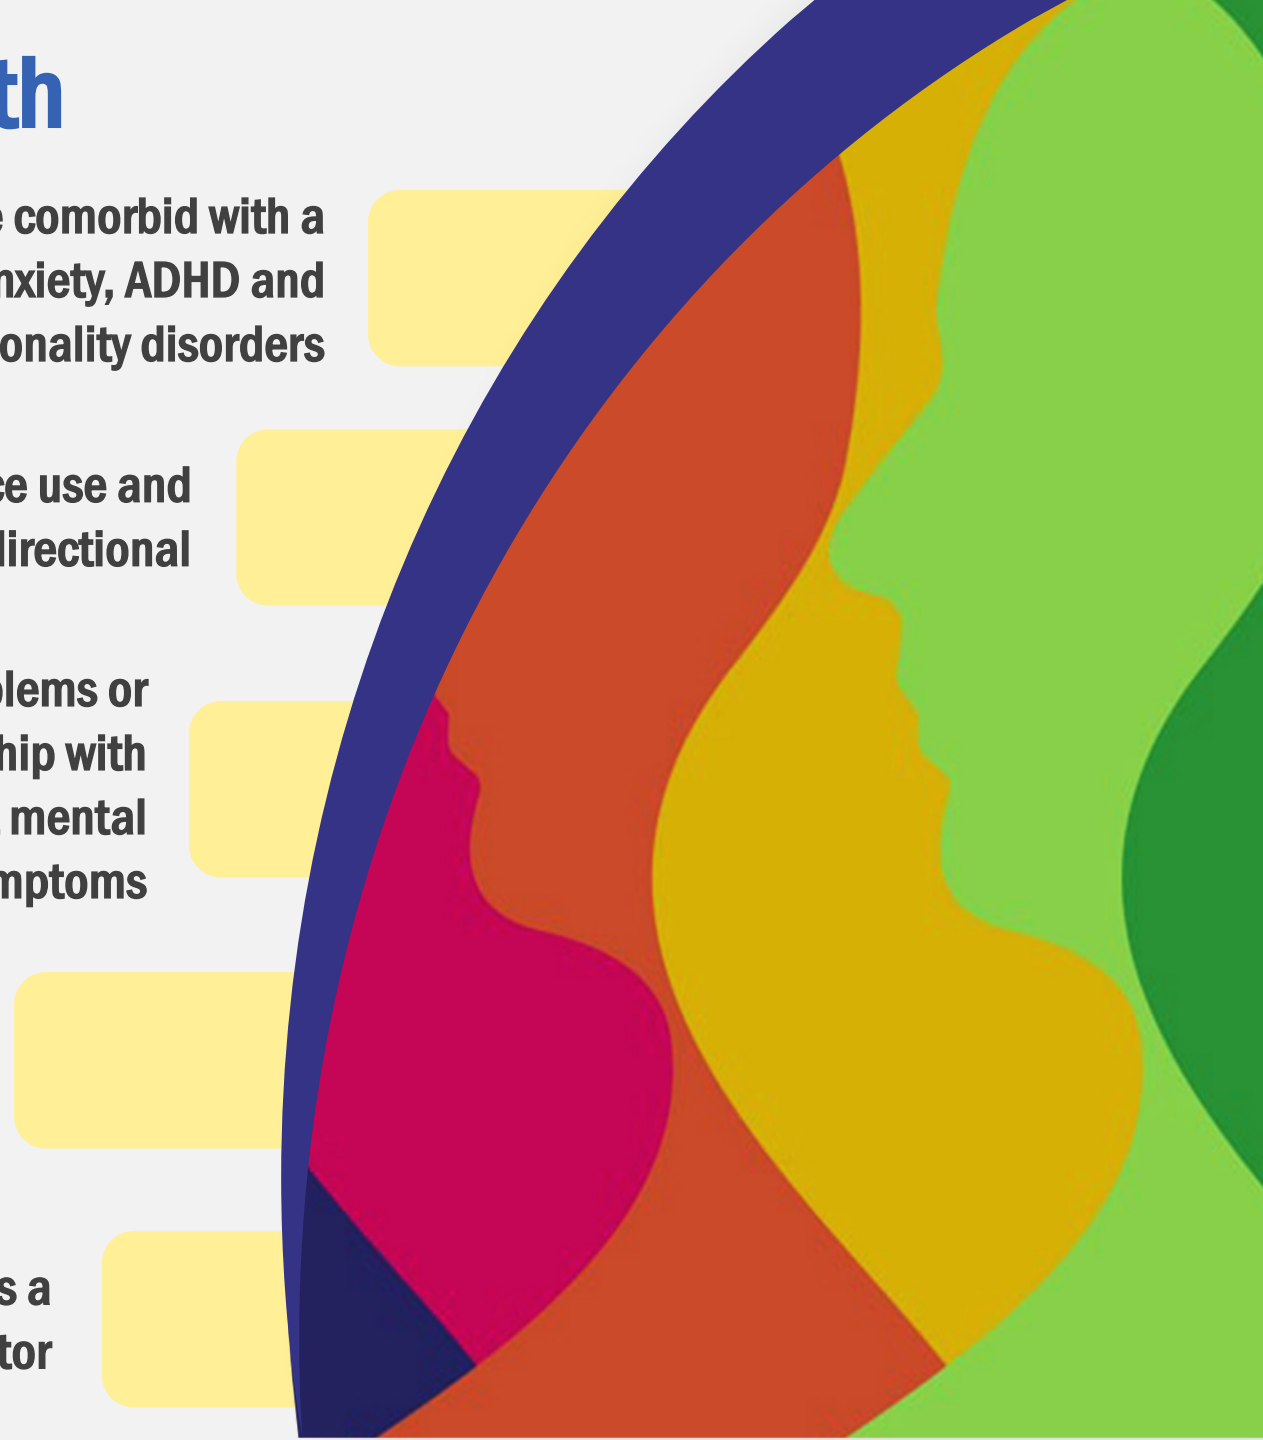 th
comorbid with a
nxiety, ADHD and
onality disorders
ce use and
directional
blems or
hip with
mental
mptoms
s a
tor